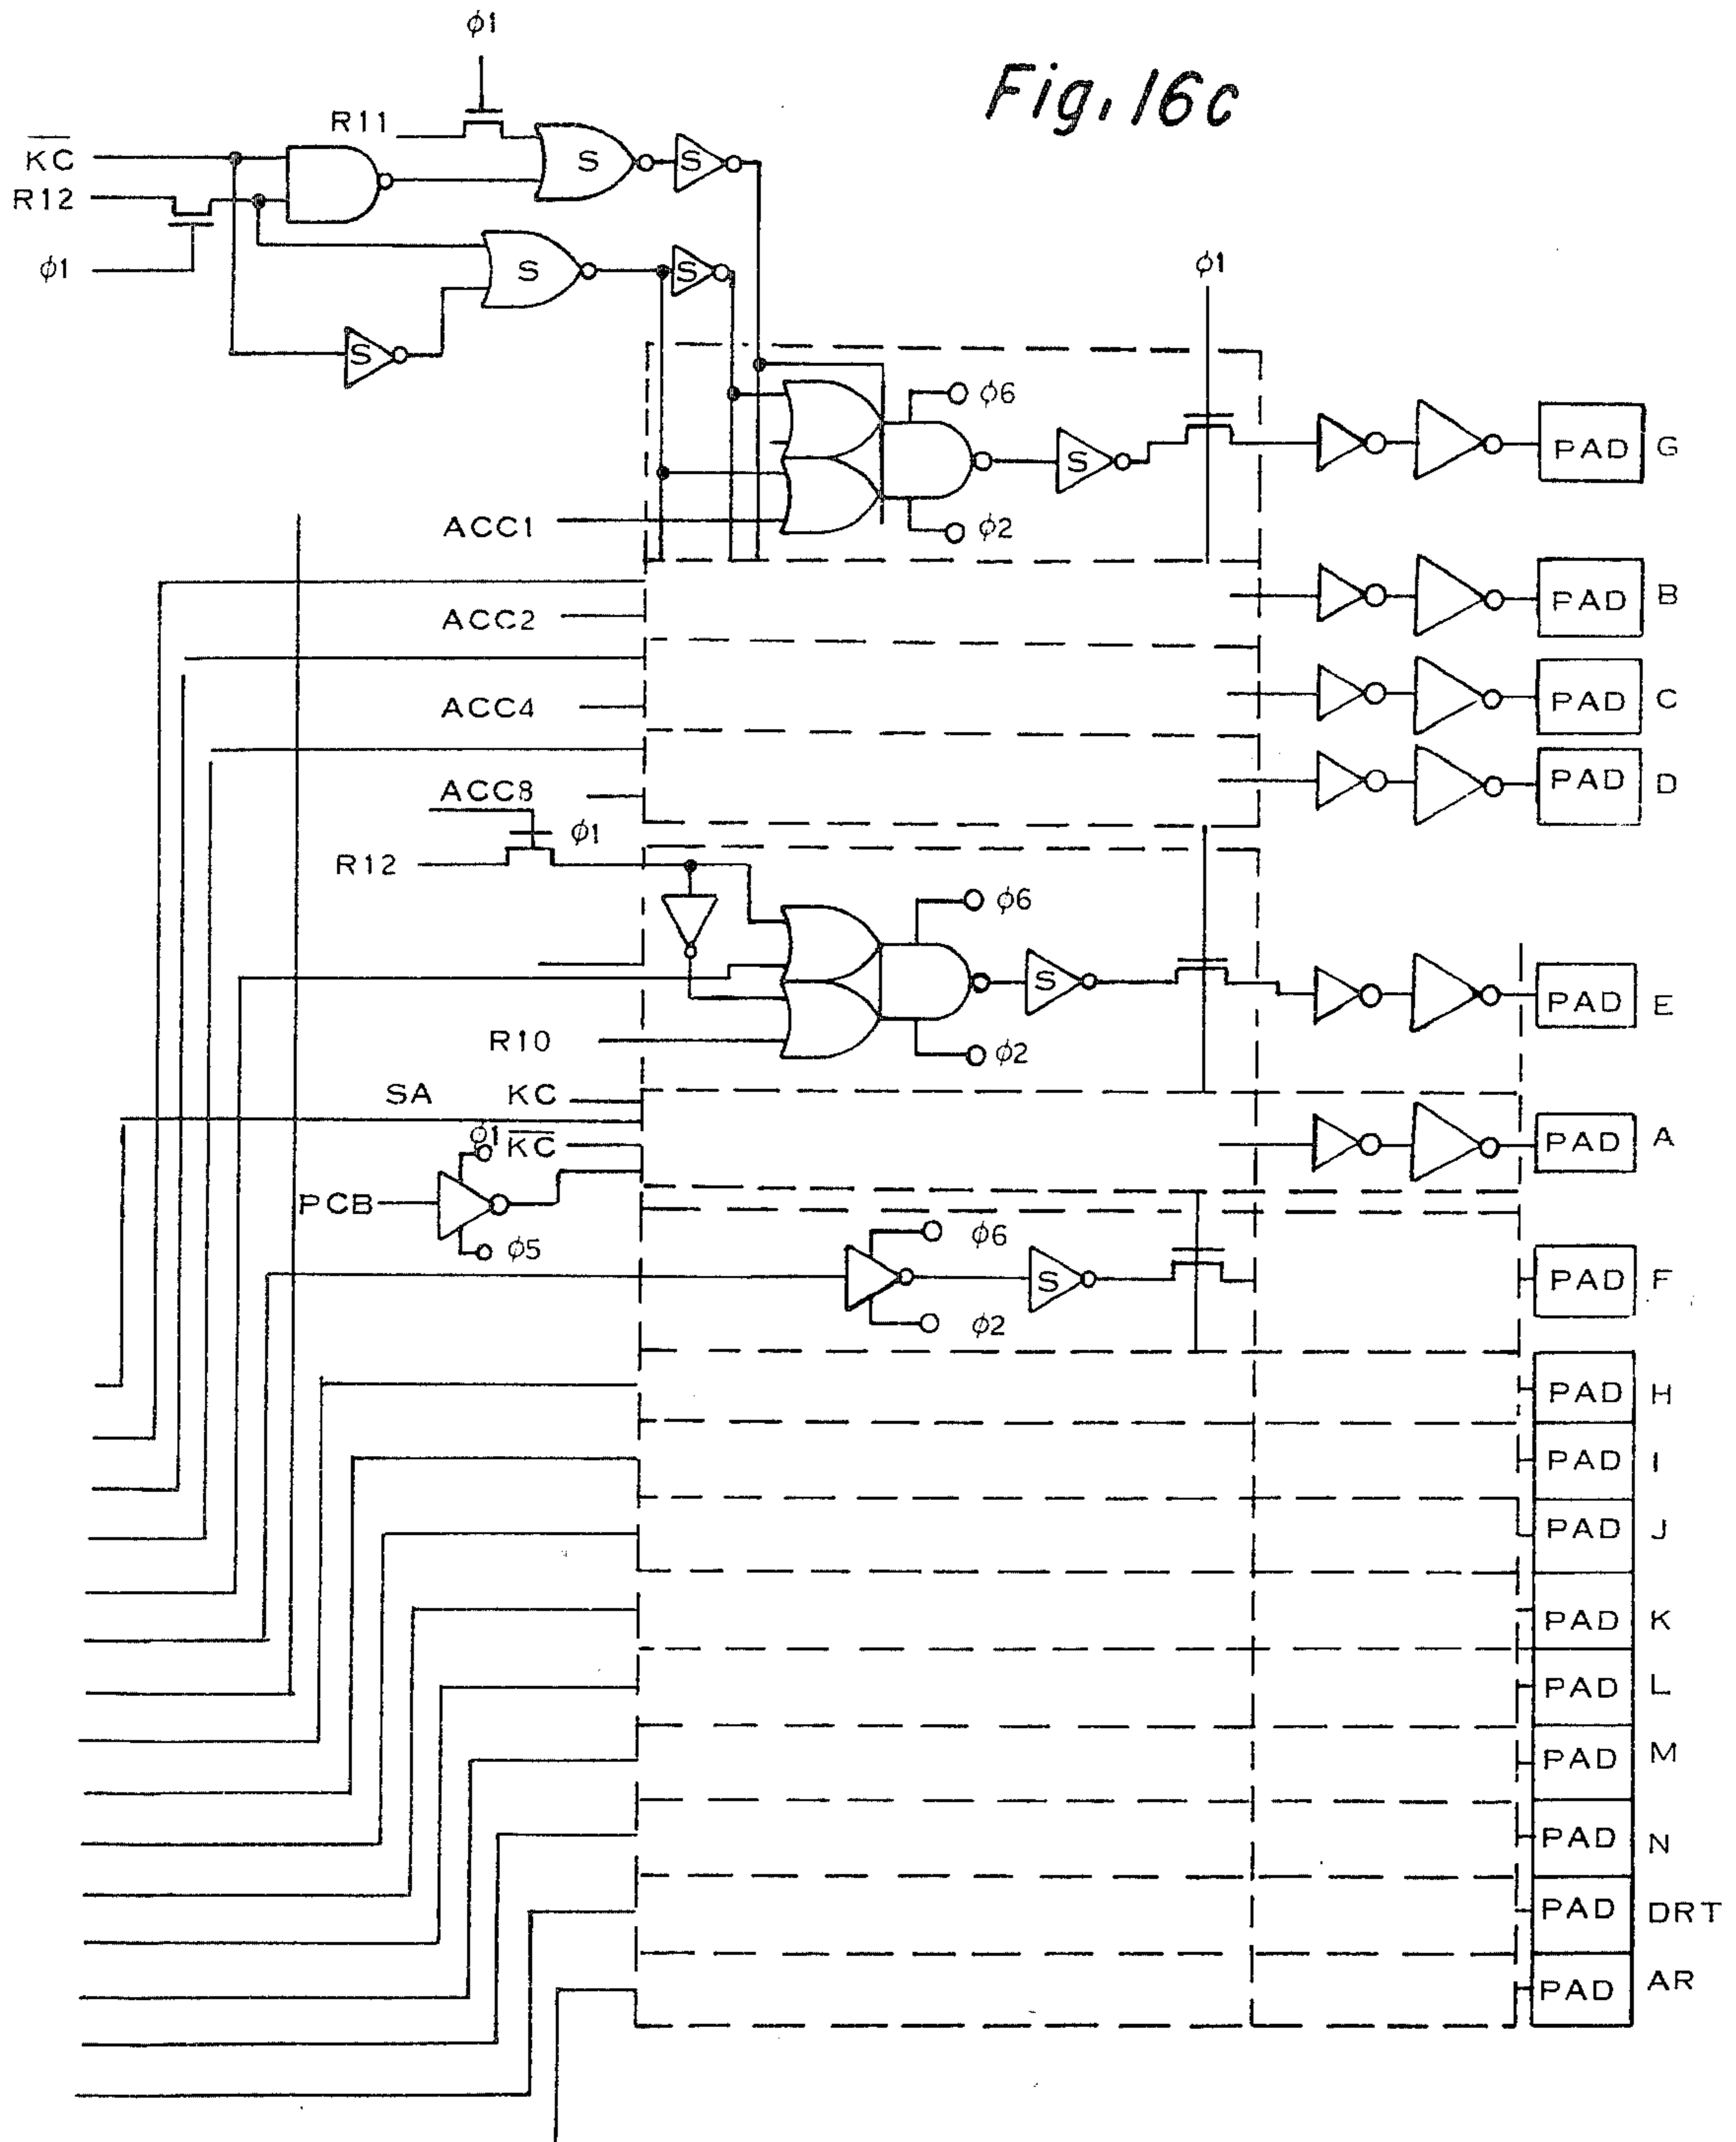 Fig. 16c
φ1
R11
K̅C̅
S
S
R12
φ1
S
S
φ1
S
φ6
S
PAD G
ACC1
φ2
PAD B
ACC2
PAD C
ACC4
PAD D
ACC8
φ1
R12
φ6
S
PAD E
R10
φ2
SA
KC
φ1
K̅C̅
PAD A
PCB
φ5
φ6
S
PAD F
φ2
PAD H
PAD I
PAD J
PAD K
PAD L
PAD M
PAD N
PAD DRT
PAD AR